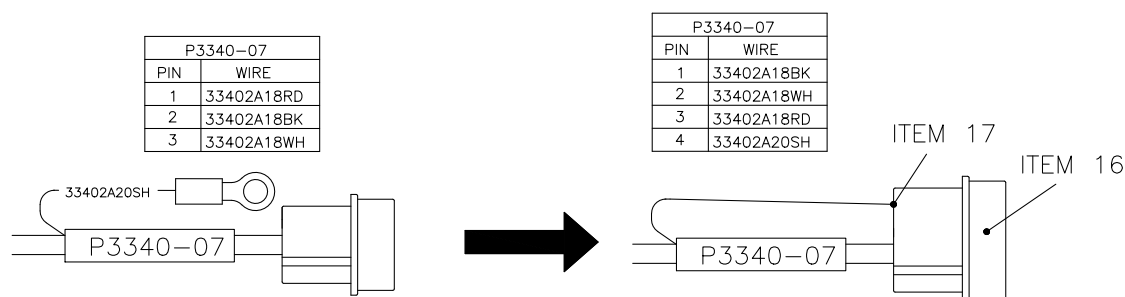 P3340-07
PIN WIRE
1 33402A18RD
2 33402A18BK
3 33402A18WH
33402A20SH
P3340-07
P3340-07
PIN WIRE
1 33402A18BK
2 33402A18WH
3 33402A18RD
4 33402A20SH
ITEM 17
ITEM 16
P3340-07